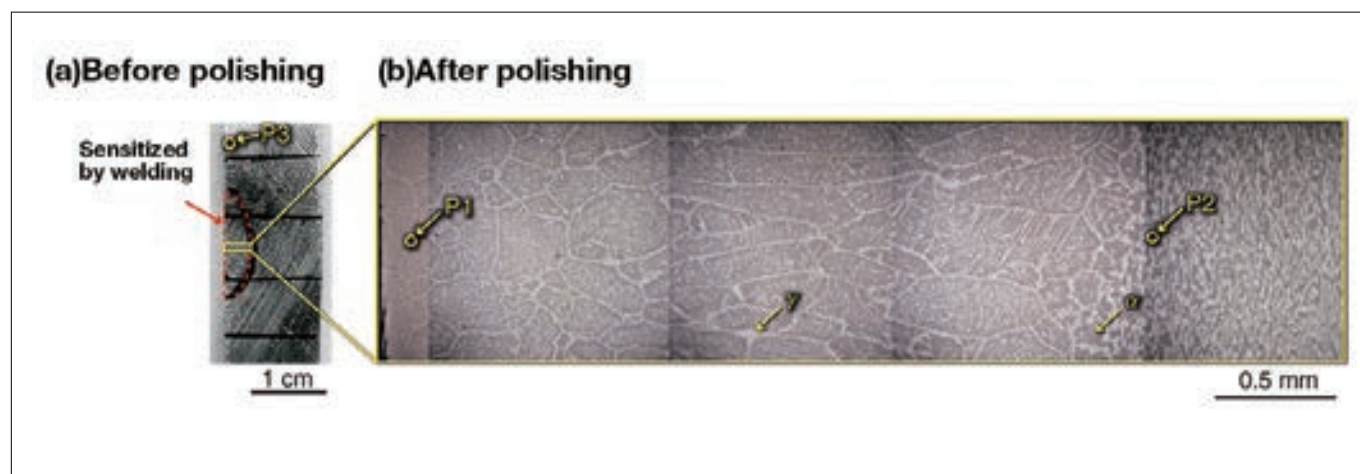 (a)Before polishing
(b)After polishing
P3
Sensitized
by welding
P1
P2
γ
α
1 cm
0.5 mm